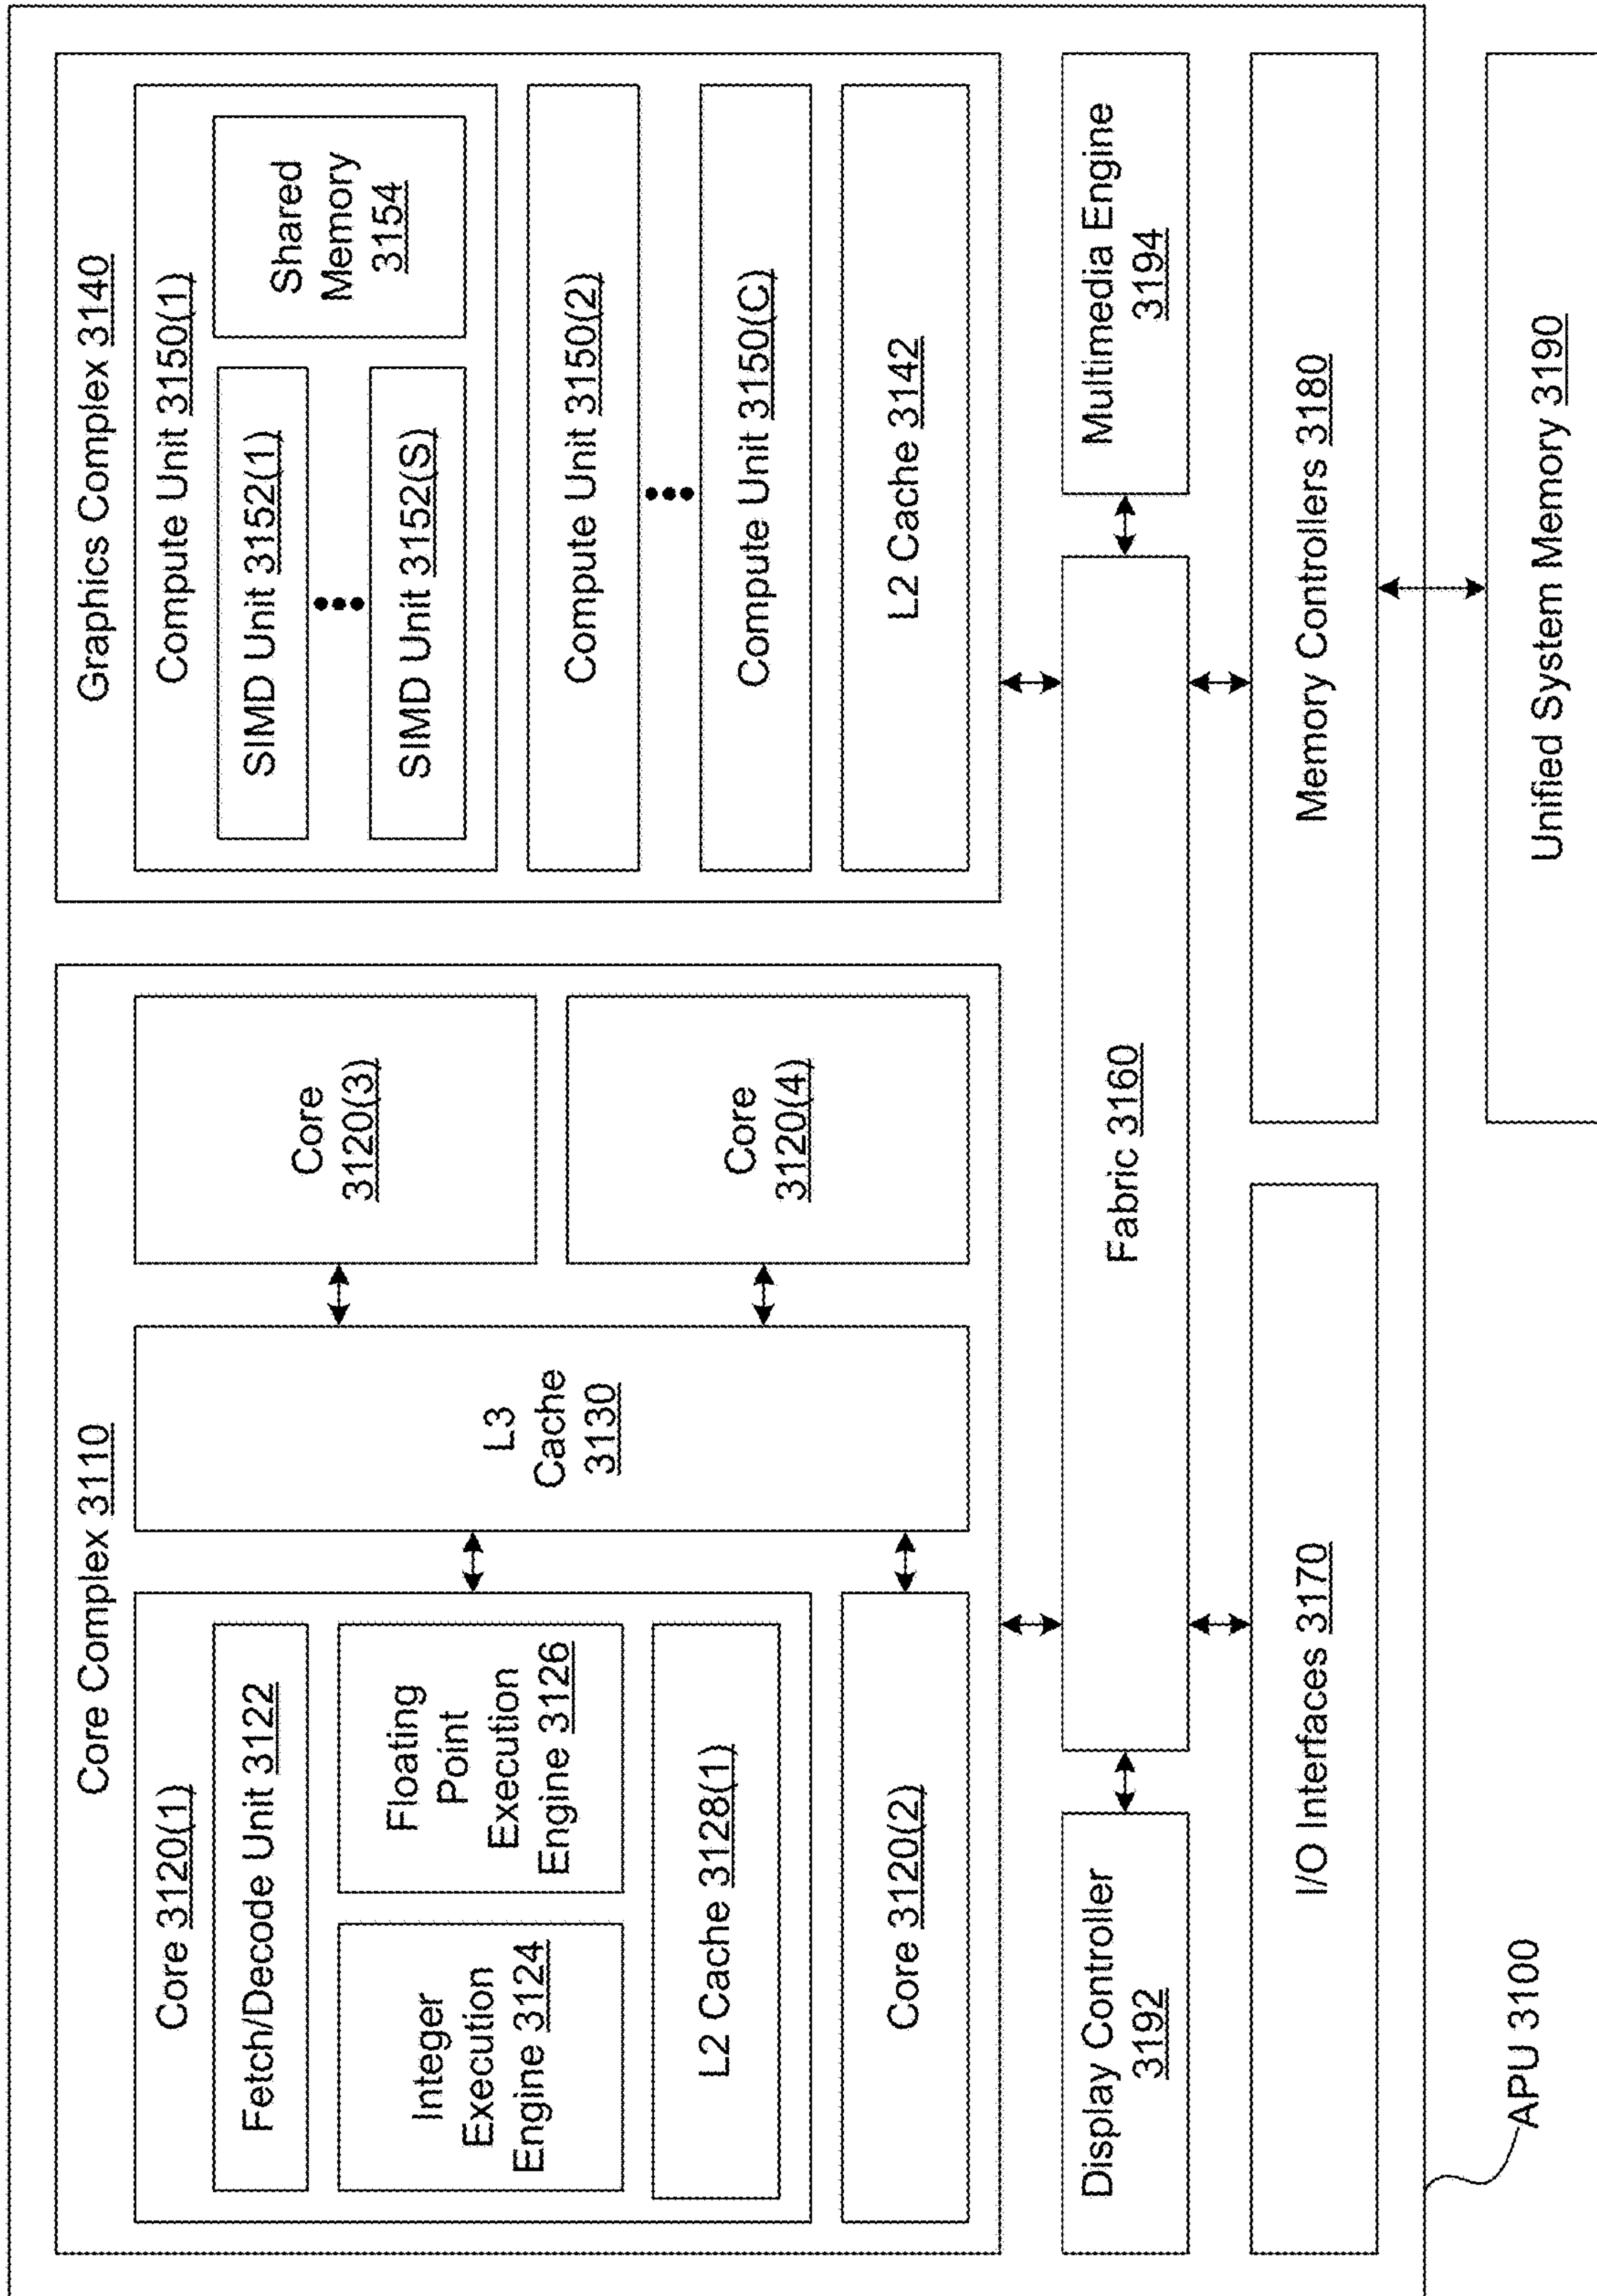 Core Complex 3110
Core 3120(1)
Fetch/Decode Unit 3122
Integer
Execution
Engine 3124
Floating
Point
Execution
Engine 3126
L2 Cache 3128(1)
Core 3120(2)
L3
Cache
3130
Core
3120(3)
Core
3120(4)
Graphics Complex 3140
Compute Unit 3150(1)
SIMD Unit 3152(1)
SIMD Unit 3152(S)
Shared
Memory
3154
Compute Unit 3150(2)
Compute Unit 3150(C)
L2 Cache 3142
Display Controller
3192
Fabric 3160
Multimedia Engine
3194
I/O Interfaces 3170
Memory Controllers 3180
APU 3100
Unified System Memory 3190